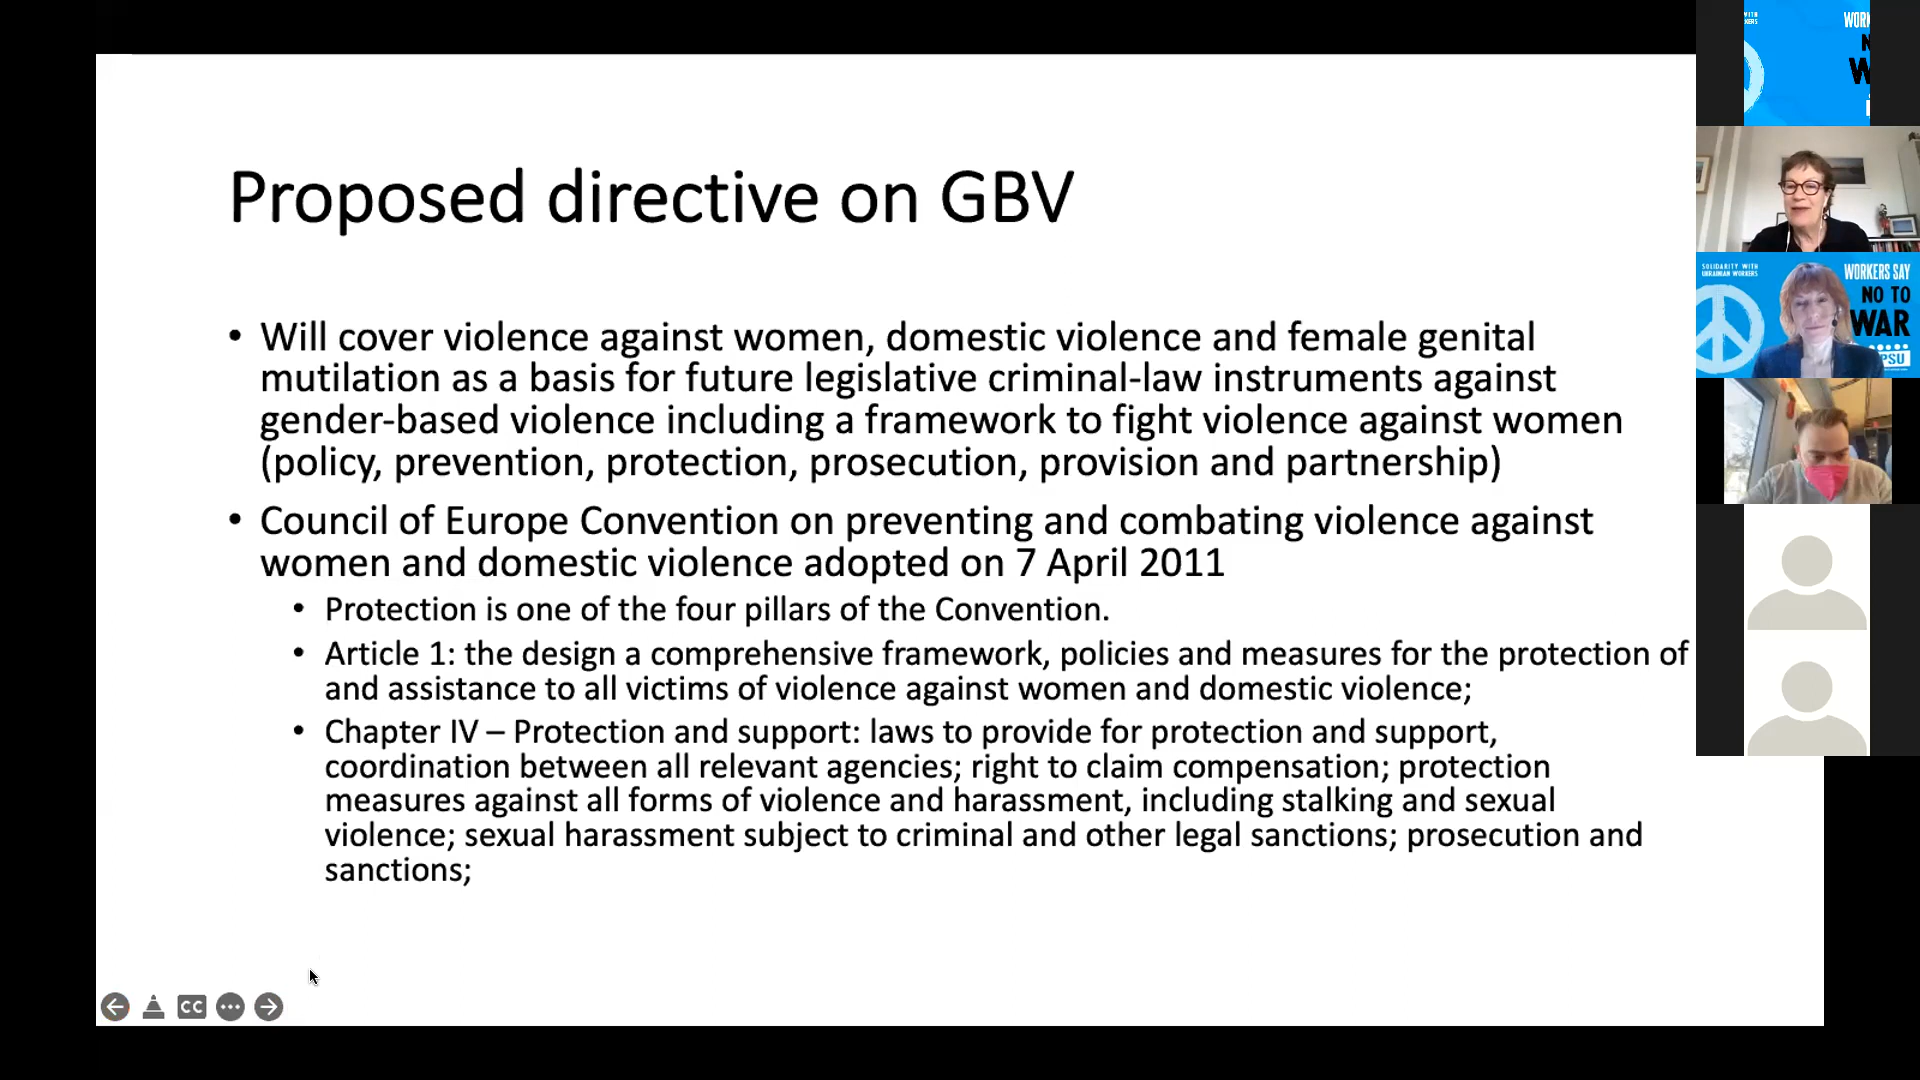 Proposed directive on GBV
• Will cover violence against women, domestic violence and female genital
mutilation as a basis for future legislative criminal-law instruments against
gender-based violence including a framework to fight violence against women
(policy, prevention, protection, prosecution, provision and partnership)
• Council of Europe Convention on preventing and combating violence against
women and domestic violence adopted on 7 April 2011
• Protection is one of the four pillars of the Convention.
• Article 1: the design a comprehensive framework, policies and measures for the protection of
and assistance to all victims of violence against women and domestic violence;
• Chapter IV – Protection and support: laws to provide for protection and support,
coordination between all relevant agencies; right to claim compensation; protection
measures against all forms of violence and harassment, including stalking and sexual
violence; sexual harassment subject to criminal and other legal sanctions; prosecution and
sanctions;
CC
SOLIDARITY WITH
UKRAINIAN WORKERS
WORKERS SAY
NO TO
WAR
PSU